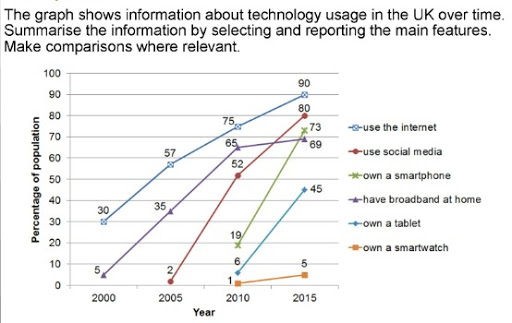 The graph shows information about technology usage in the UK over time.
Summarise the information by selecting and reporting the main features.
Make comparisons where relevant.
100
90
80
70
60
50
40
30
20
10
0
Percentage of population
2000
2005
2010
2015
Year
30
57
75
90
5
35
65
69
2
52
80
19
73
6
45
1
5
use the internet
use social media
own a smartphone
have broadband at home
own a tablet
own a smartwatch